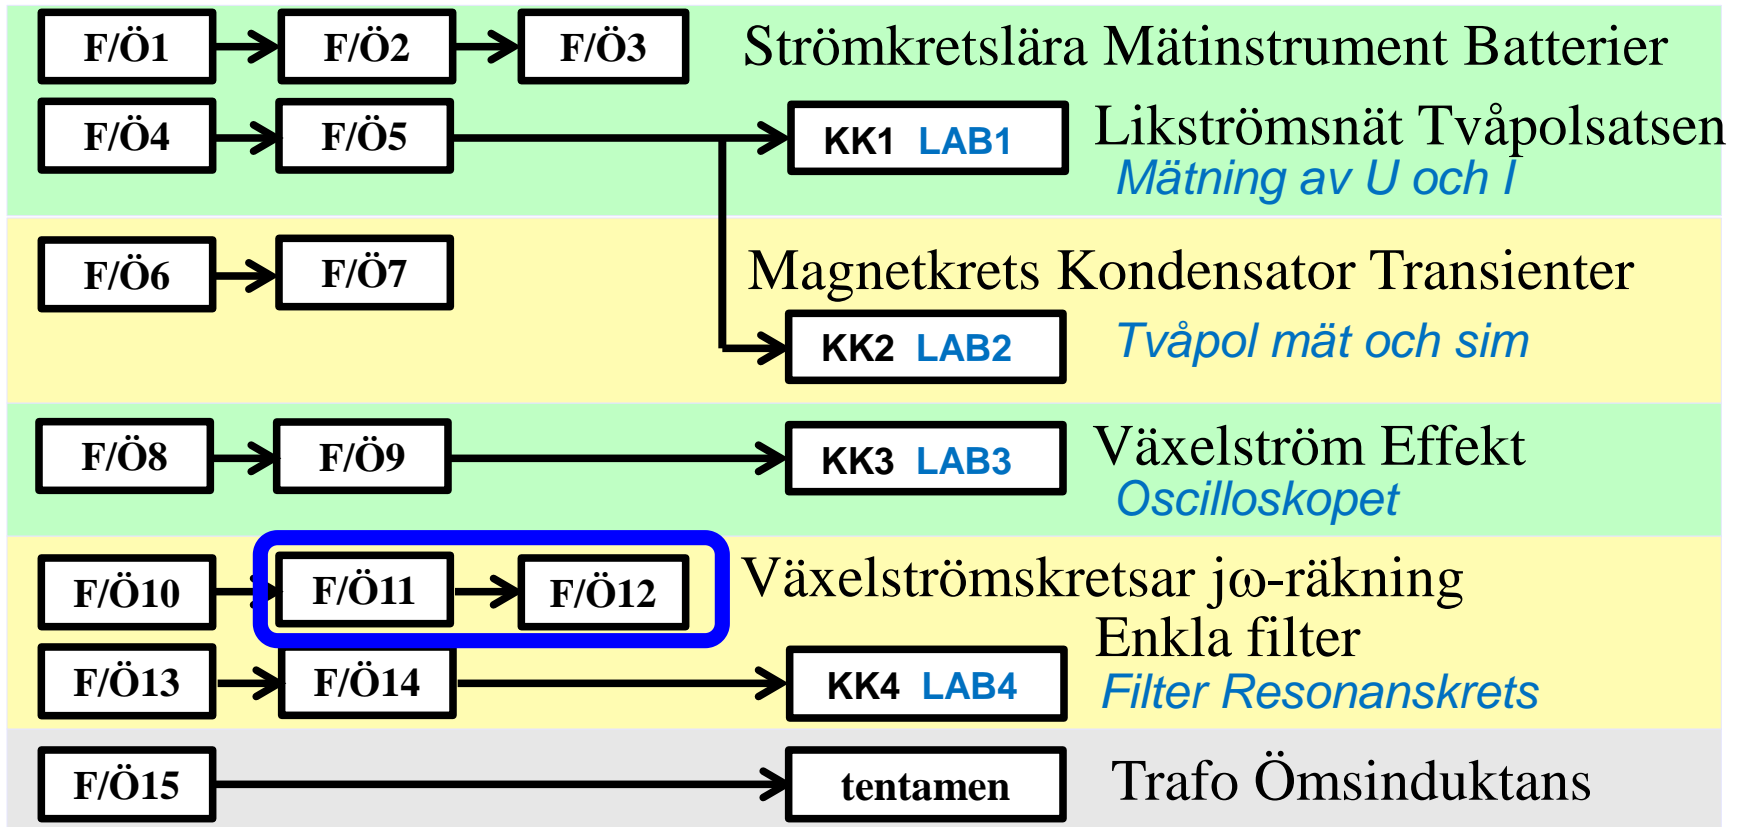 F/Ö1 F/Ö2 F/Ö3 Strömkretslära Mätinstrument Batterier
F/Ö4 F/Ö5 KK1 LAB1 Likströmsnät Tvåpolsatsen
Mätning av U och I
F/Ö6 F/Ö7 Magnetkrets Kondensator Transienter
KK2 LAB2 Tvåpol mät och sim
F/Ö8 F/Ö9 KK3 LAB3 Växelström Effekt
Oscilloskopet
F/Ö10 F/Ö11 F/Ö12 Växelströmskretsar jω-räkning
Enkla filter
F/Ö13 F/Ö14 KK4 LAB4 Filter Resonanskrets
F/Ö15 tentamen Trafo Ömsinduktans